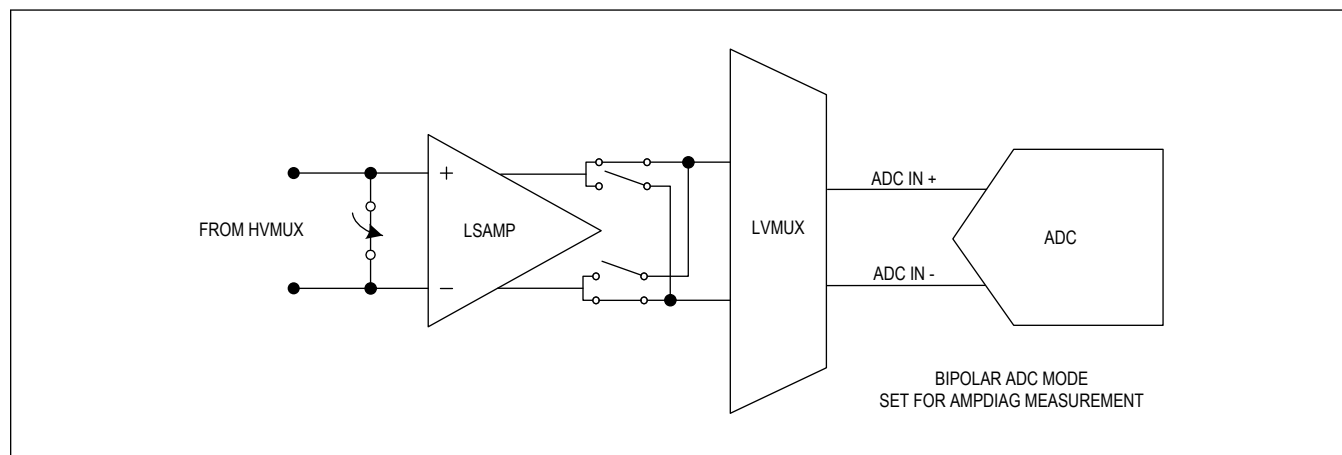 FROM HVMUX
+
−
LSAMP
LVMUX
ADC IN +
ADC IN -
ADC
BIPOLAR ADC MODE
SET FOR AMPDIAG MEASUREMENT